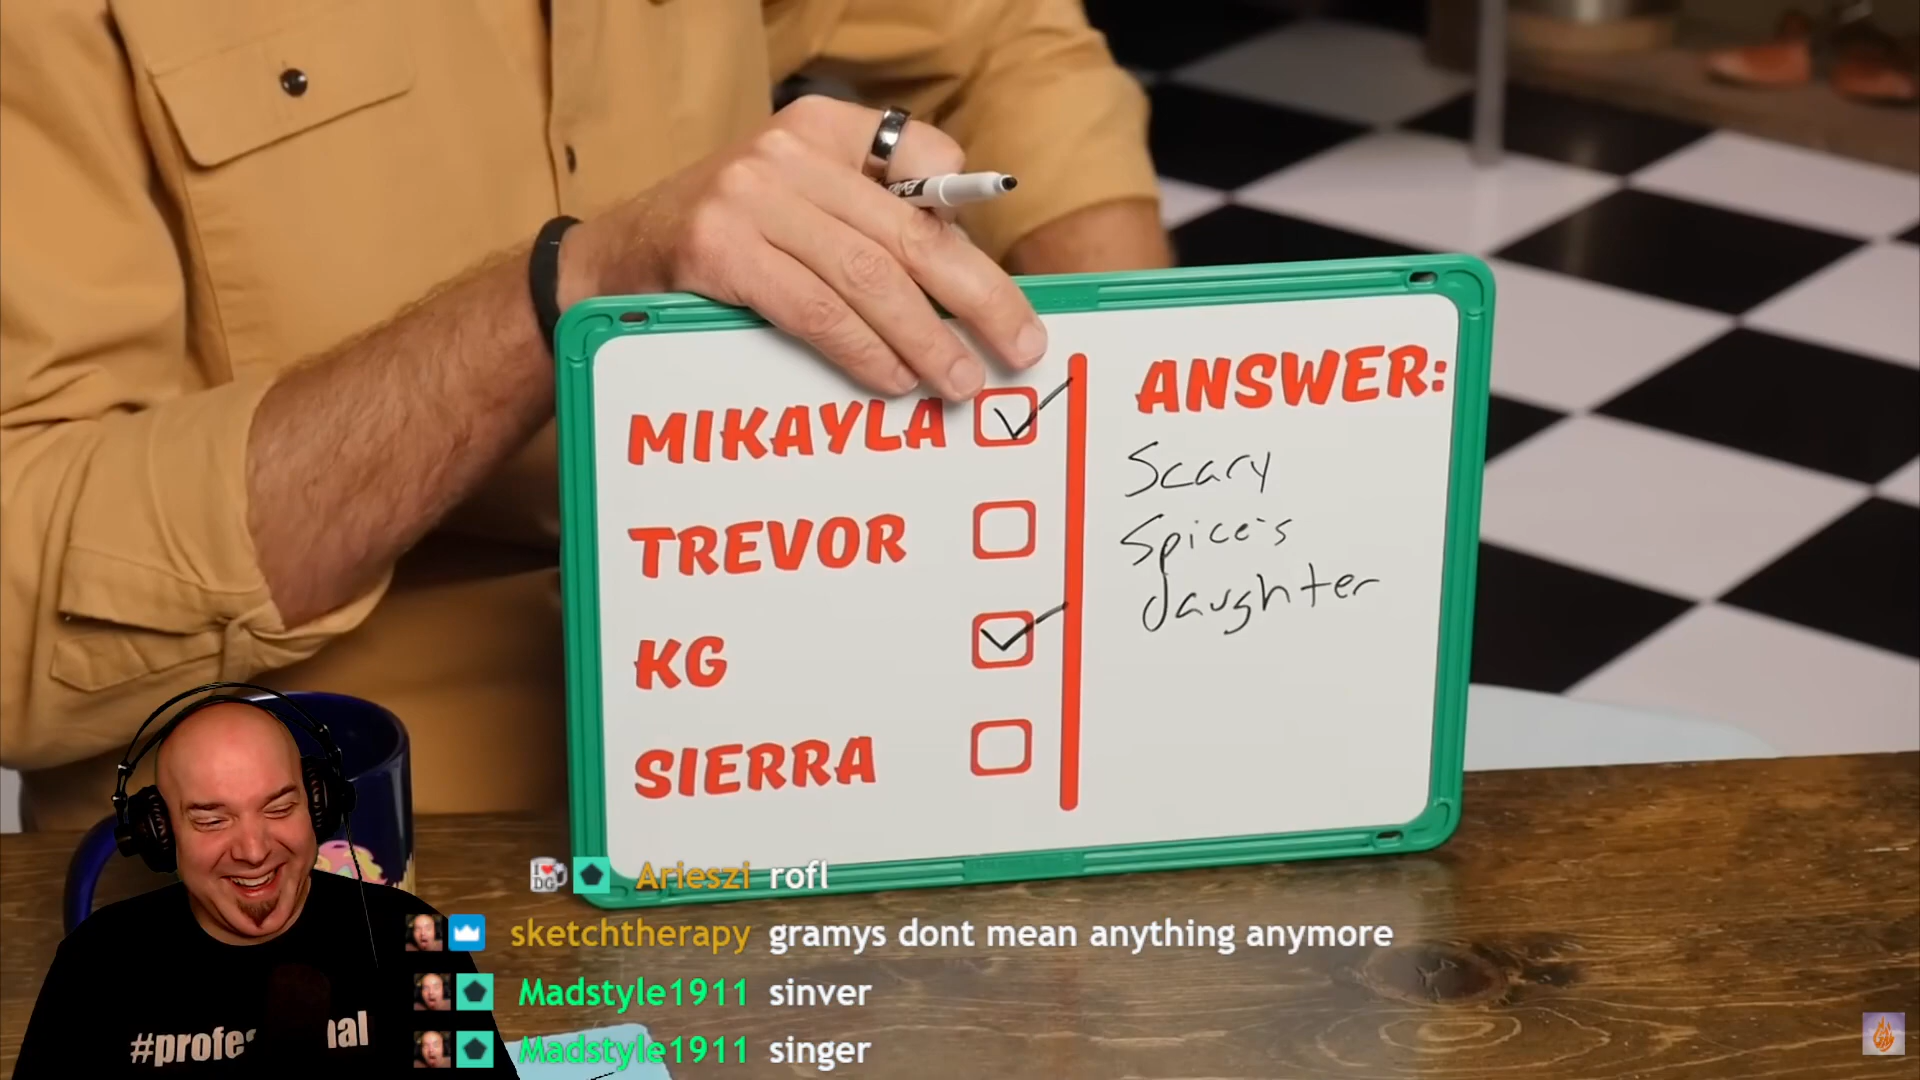 MIKAYLA
TREVOR
KG
SIERRA
ANSWER:
Scary
Spice's
daughter
I ♥
DG
Arieszi rofl
sketchtherapy gramys dont mean anything anymore
Madstyle1911 sinver
Madstyle1911 singer